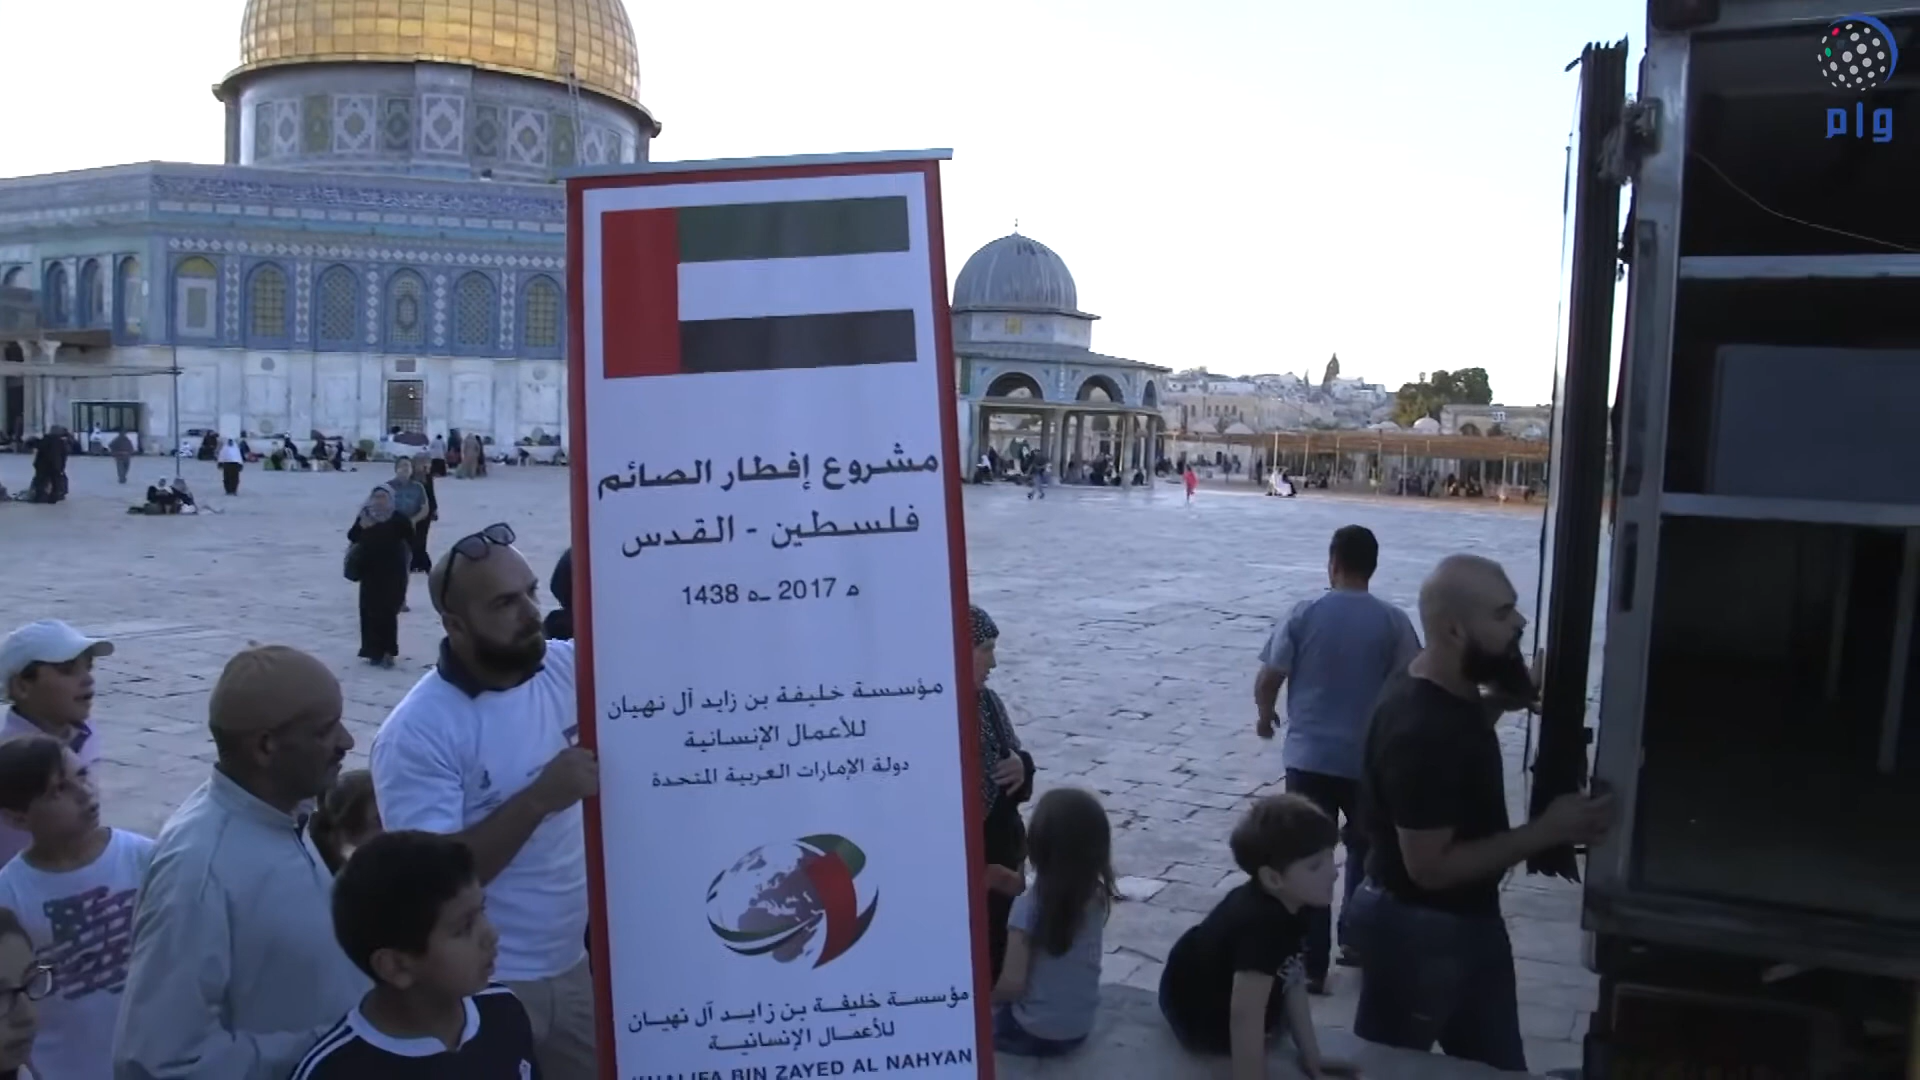 وام
مشروع إفطار الصائم
فلسطين - القدس
1438 هـ 2017 م
مؤسسة خليفة بن زايد آل نهيان
للأعمال الإنسانية
دولة الإمارات العربية المتحدة
مؤسسة خليفة بن زايد آل نهيان
للأعمال الإنسانية
KHALIFA BIN ZAYED AL NAHYAN